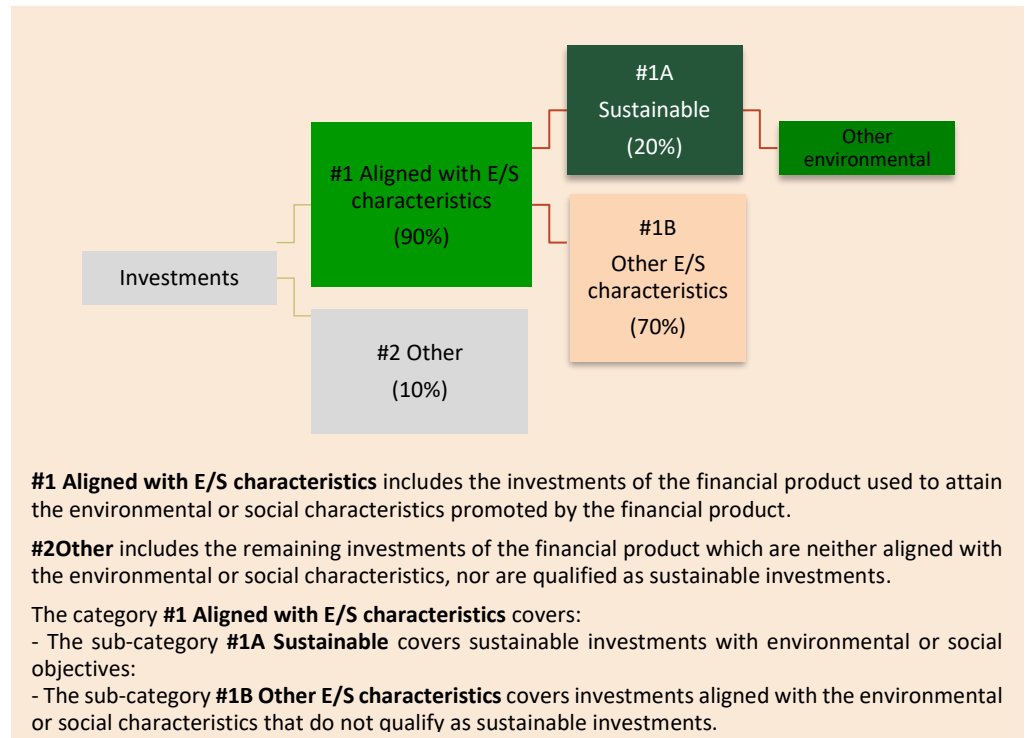 #1A
Sustainable
(20%)
Other
environmental
#1 Aligned with E/S
characteristics
(90%)
#1B
Other E/S
characteristics
(70%)
Investments
#2 Other
(10%)
#1 Aligned with E/S characteristics includes the investments of the financial product used to attain
the environmental or social characteristics promoted by the financial product.
#2Other includes the remaining investments of the financial product which are neither aligned with
the environmental or social characteristics, nor are qualified as sustainable investments.
The category #1 Aligned with E/S characteristics covers:
- The sub-category #1A Sustainable covers sustainable investments with environmental or social
objectives:
- The sub-category #1B Other E/S characteristics covers investments aligned with the environmental
or social characteristics that do not qualify as sustainable investments.